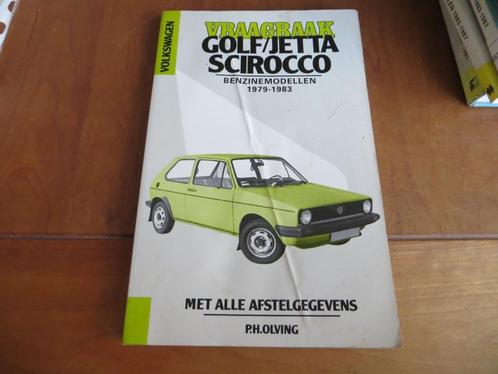 VOLKSWAGEN
VRAAGBAAK
GOLF/JETTA
SCIROCCO
BENZINEMODELLEN
1979-1983
MET ALLE AFSTELGEGEVENS
P.H.OLVING